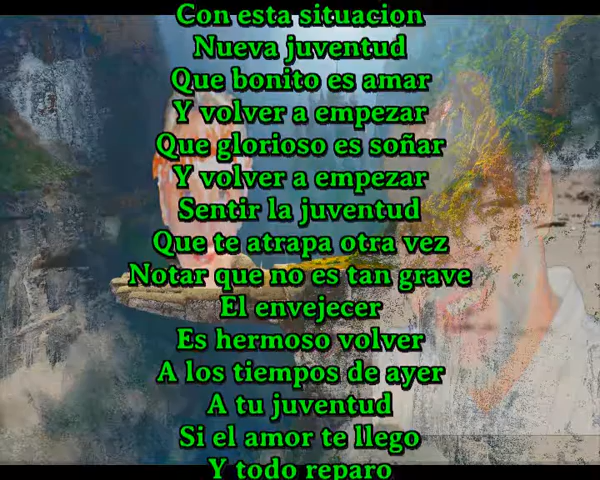 Con esta situacion
Nueva juventud
Que bonito es amar
Y volver a empezar
Que glorioso es soñar
Y volver a empezar
Sentir la juventud
Que te atrapa otra vez
Notar que no es tan grave
El envejecer
Es hermoso volver
A los tiempos de ayer
A tu juventud
Si el amor te llego
Y todo reparo